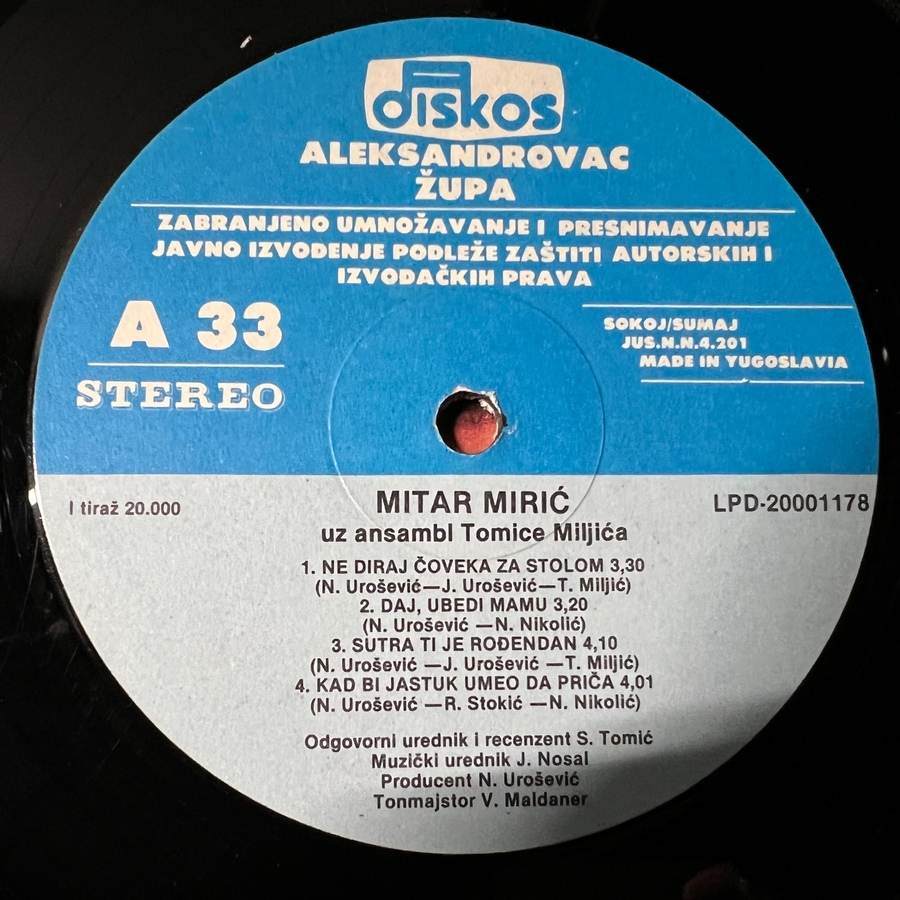 DISKOS
ALEKSANDROVAC
ŽUPA
ZABRANJENO UMNOŽAVANJE I PRESNIMAVANJE
JAVNO IZVOĐENJE PODLEŽE ZAŠTITI AUTORSKIH I
IZVOĐAČKIH PRAVA
A 33
STEREO
SOKOJ/SUMAJ
JUS.N.N.4.201
MADE IN YUGOSLAVIA
I tiraž 20.000
MITAR MIRIĆ
LPD-20001178
uz ansambl Tomice Miljića
1. NE DIRAJ ČOVEKA ZA STOLOM 3,30
(N. Urošević—J. Urošević—T. Miljić)
2. DAJ, UBEDI MAMU 3,20
(N. Urošević —N. Nikolić)
3. SUTRA TI JE ROĐENDAN 4,10
(N. Urošević —J. Urošević —T. Miljić)
4. KAD BI JASTUK UMEO DA PRIČA 4,01
(N. Urošević—R. Stokić—N. Nikolić)
Odgovorni urednik i recenzent S. Tomić
Muzički urednik J. Nosal
Producent N. Urošević
Tonmajstor V. Maldaner